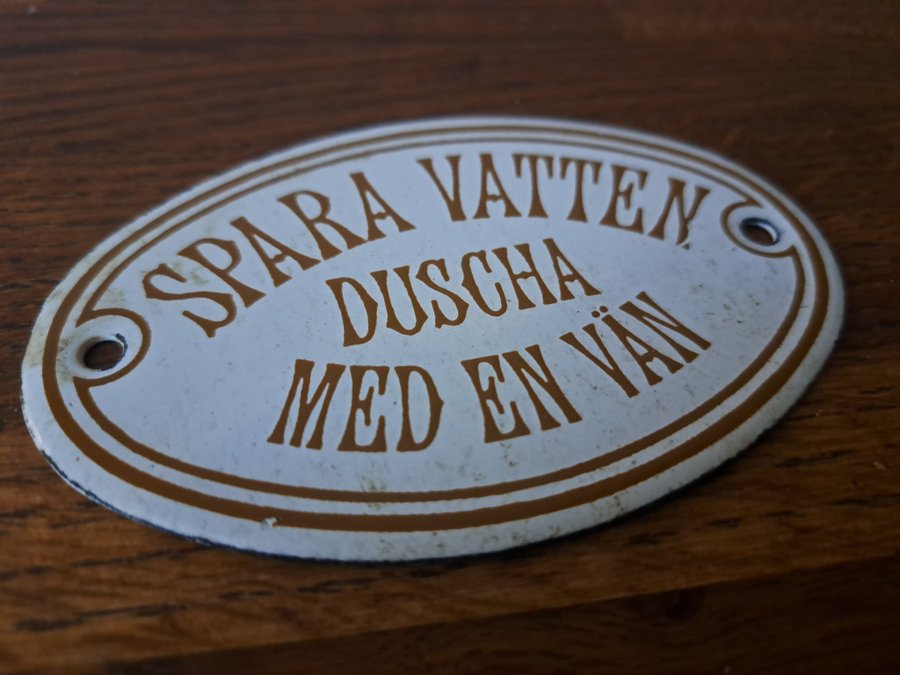 SPARA VATTEN
DUSCHA
MED EN VÄN